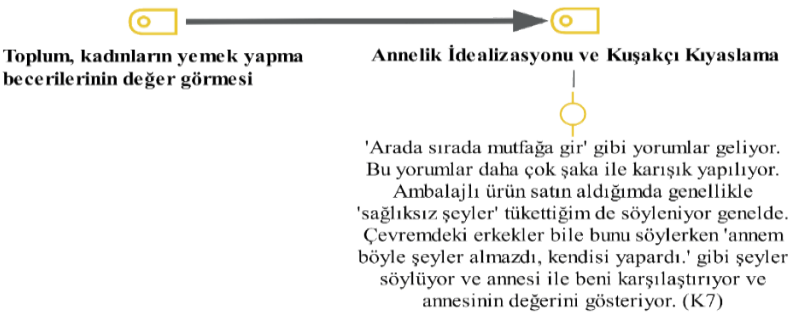 Toplum, kadınların yemek yapma
becerilerinin değer görmesi
Annelik İdealizasyonu ve Kuşakçı Kıyaslama
'Arada sırada mutfağa gir' gibi yorumlar geliyor.
Bu yorumlar daha çok şaka ile karışık yapılıyor.
Ambalajlı ürün satın aldığımda genellikle
'sağlıksız şeyler' tükettiğim de söyleniyor genelde.
Çevremdeki erkekler bile bunu söylerken 'annem
böyle şeyler almazdı, kendisi yapardı.' gibi şeyler
söylüyor ve annesi ile beni karşılaştırıyor ve
annesinin değerini gösteriyor. (K7)